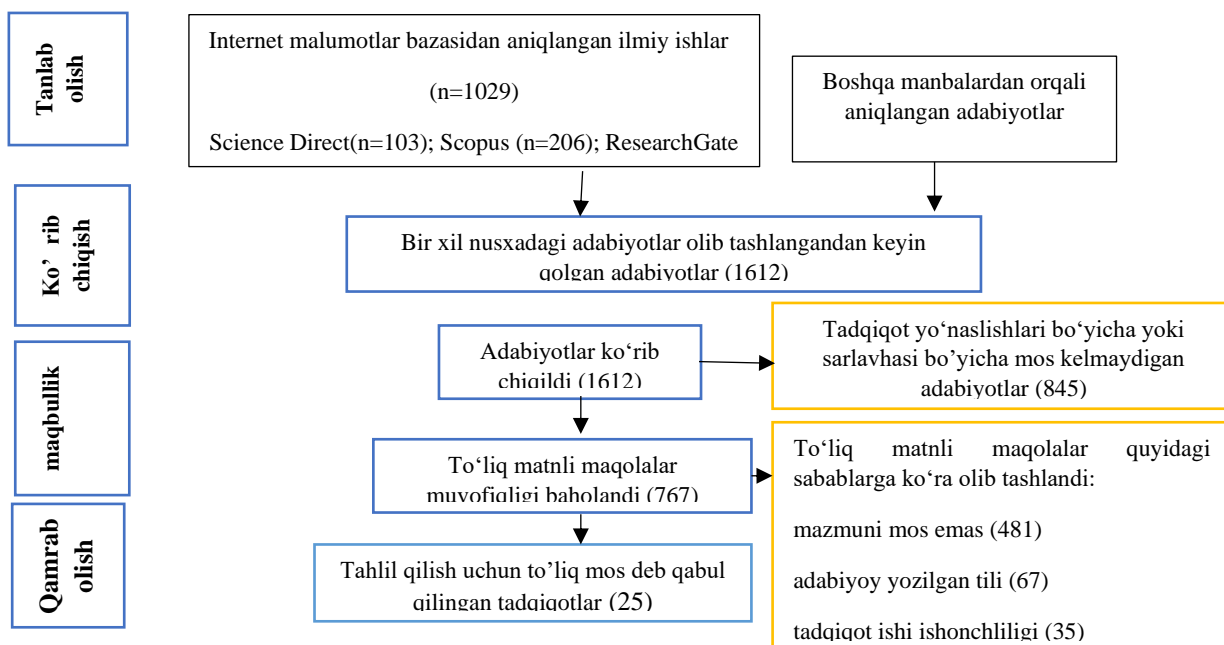 Tanlab
olish
Internet malumotlar bazasidan aniqlangan ilmiy ishlar
(n=1029)
Science Direct(n=103); Scopus (n=206); ResearchGate
Boshqa manbalardan orqali
aniqlangan adabiyotlar
Ko’ rib
chiqish
Bir xil nusxadagi adabiyotlar olib tashlangandan keyin
qolgan adabiyotlar (1612)
maqbullik
Adabiyotlar ko‘rib
chiqildi (1612)
Tadqiqot yo‘naslishlari bo‘yicha yoki
sarlavhasi bo’yicha mos kelmaydigan
adabiyotlar (845)
To‘liq matnli maqolalar
muvofiqligi baholandi (767)
To‘liq matnli maqolalar quyidagi
sabablarga ko‘ra olib tashlandi:
mazmuni mos emas (481)
adabiyoy yozilgan tili (67)
tadqiqot ishi ishonchliligi (35)
Qamrab
olish
Tahlil qilish uchun to’liq mos deb qabul
qilingan tadqiqotlar (25)